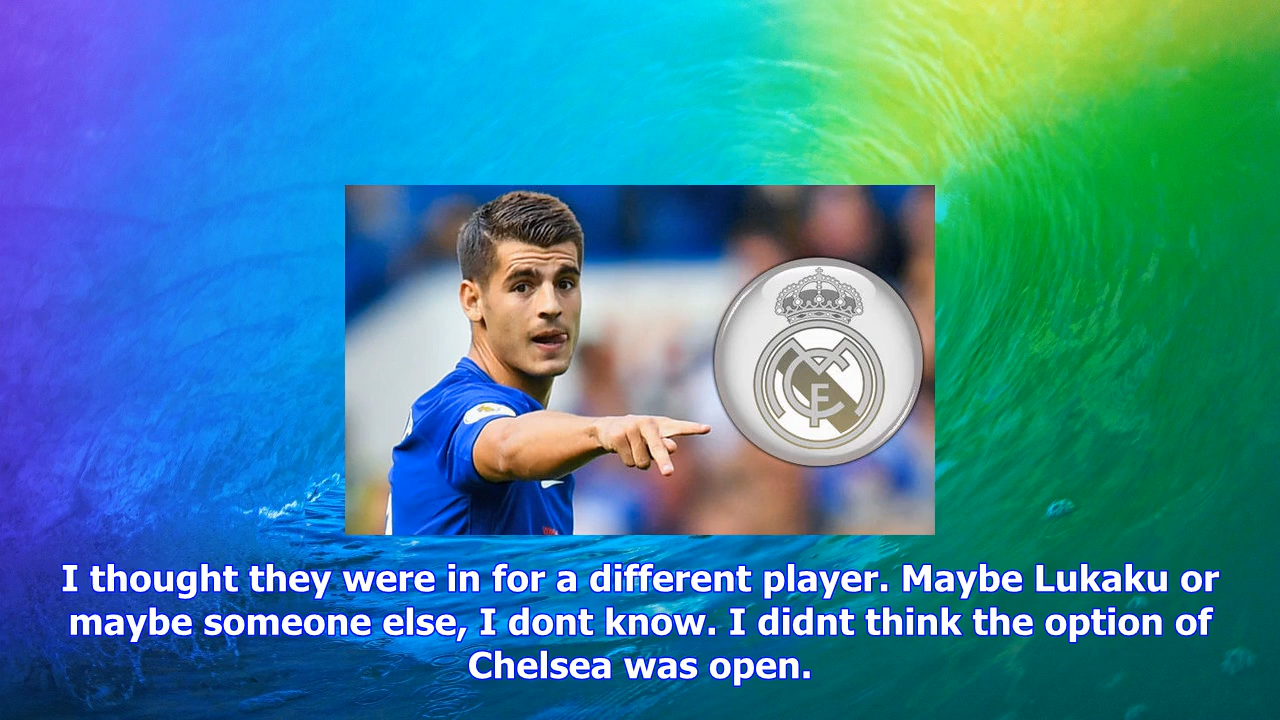 I thought they were in for a different player. Maybe Lukaku or
maybe someone else, I dont know. I didnt think the option of
Chelsea was open.